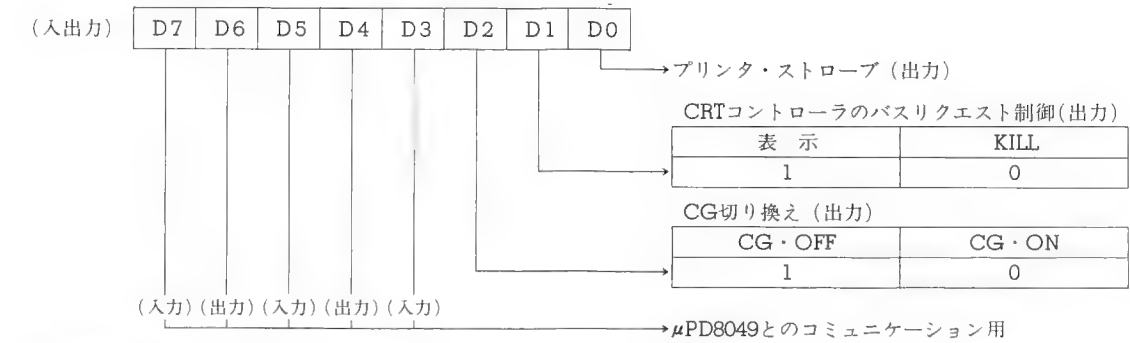 (入出力) D7 D6 D5 D4 D3 D2 D1 D0
プリンタ・ストローブ (出力)
CRTコントローラのバスリクエスト制御(出力)
表 示 KILL
1 0
CG切り換え (出力)
CG・OFF CG・ON
1 0
(入力) (出力) (入力) (出力) (入力)
μPD8049とのコミュニケーション用